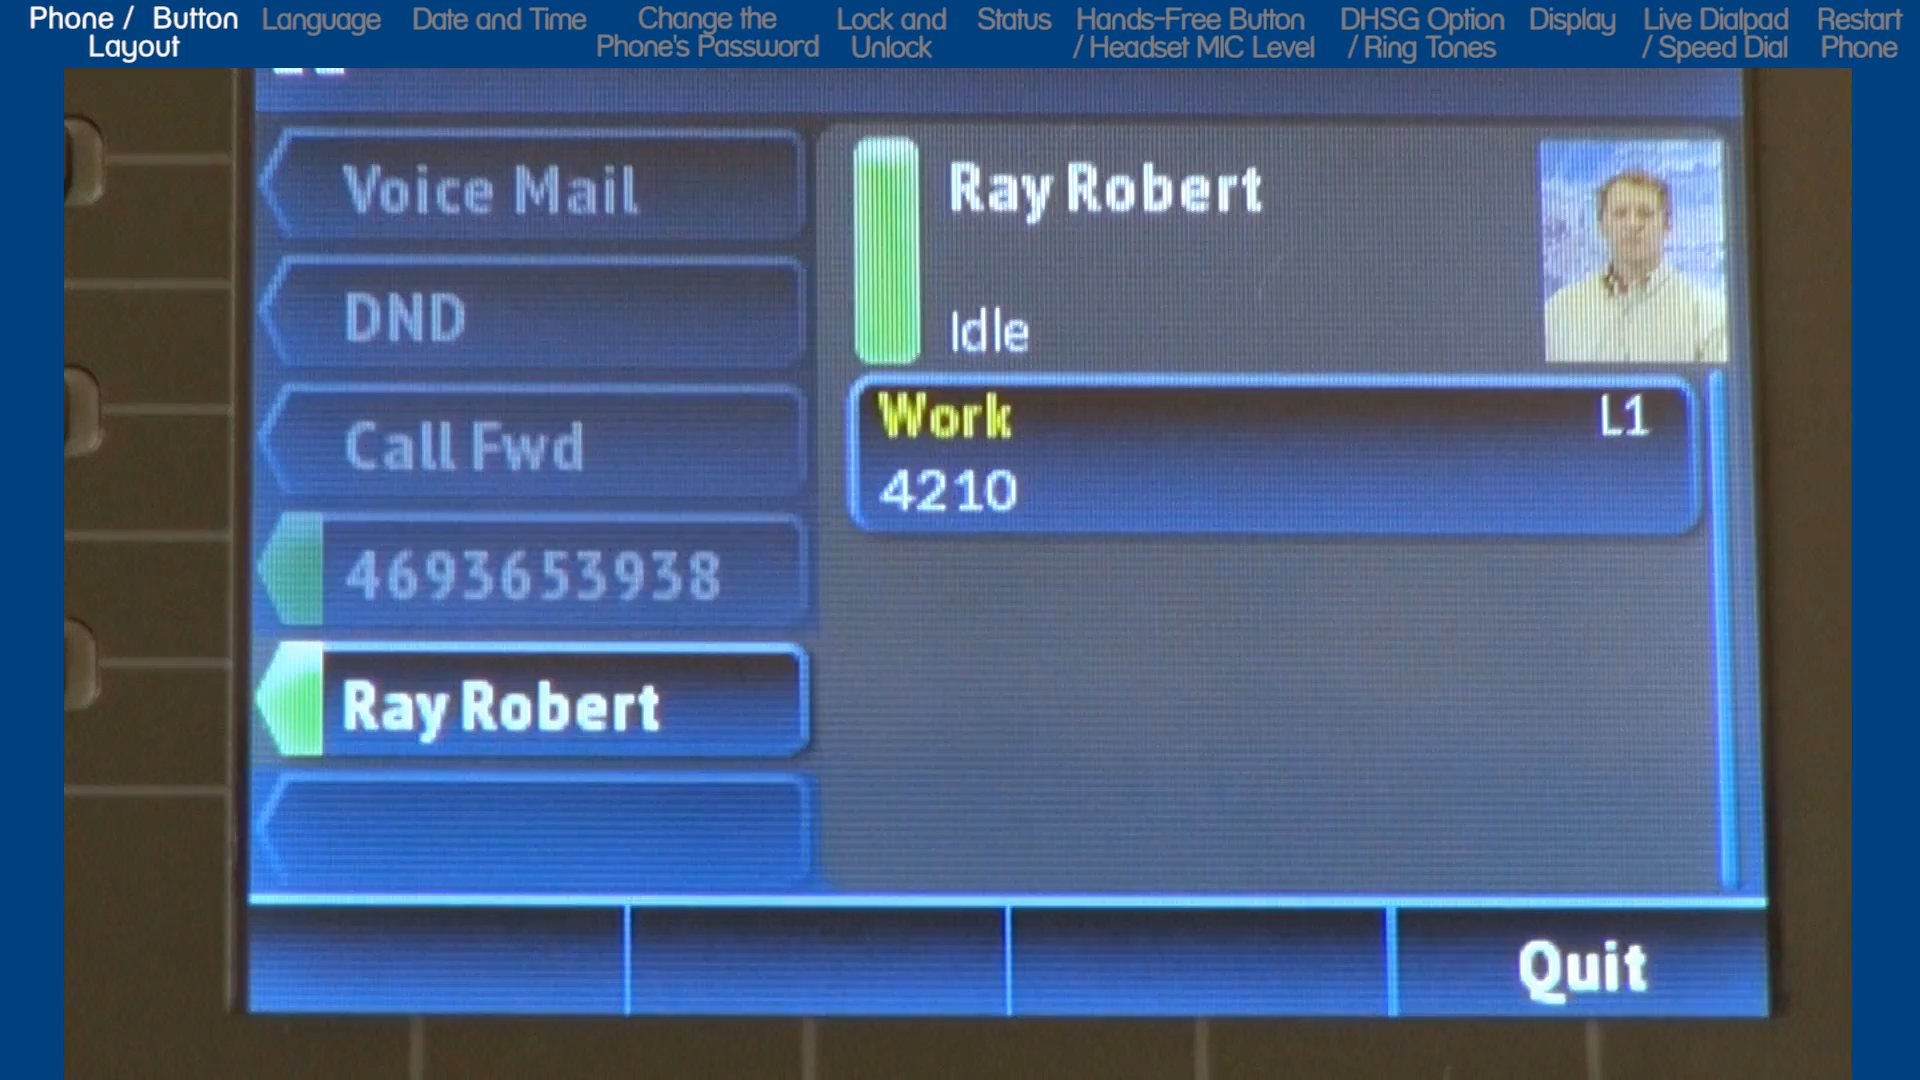 Phone / Button Layout
Language
Date and Time
Change the Phone's Password
Lock and Unlock
Status
Hands-Free Button / Headset MIC Level
DHSG Option / Ring Tones
Display
Live Dialpad / Speed Dial
Restart Phone
Voice Mail
DND
Call Fwd
4693653938
Ray Robert
Ray Robert
Idle
Work L1
4210
Quit